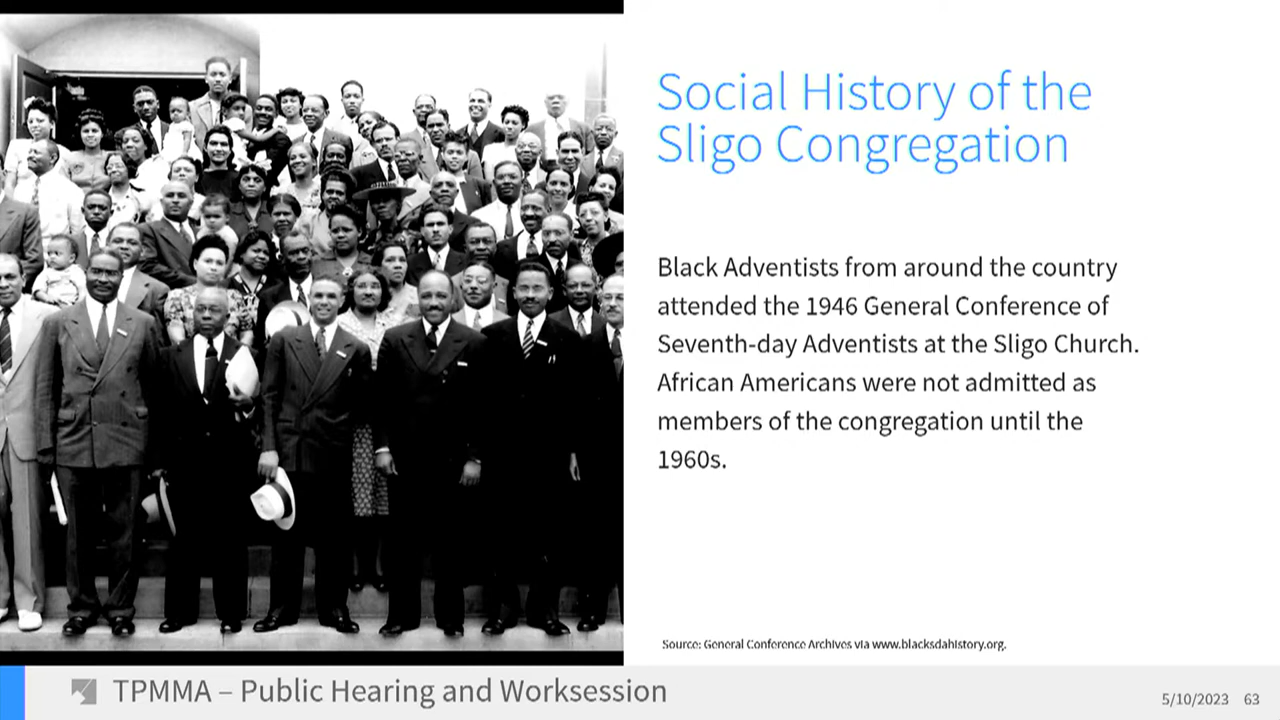 Social History of the
Sligo Congregation
Black Adventists from around the country
attended the 1946 General Conference of
Seventh-day Adventists at the Sligo Church.
African Americans were not admitted as
members of the congregation until the
1960s.
Source: General Conference Archives via www.blacksdahistory.org.
TPMMA – Public Hearing and Worksession
5/10/2023 63